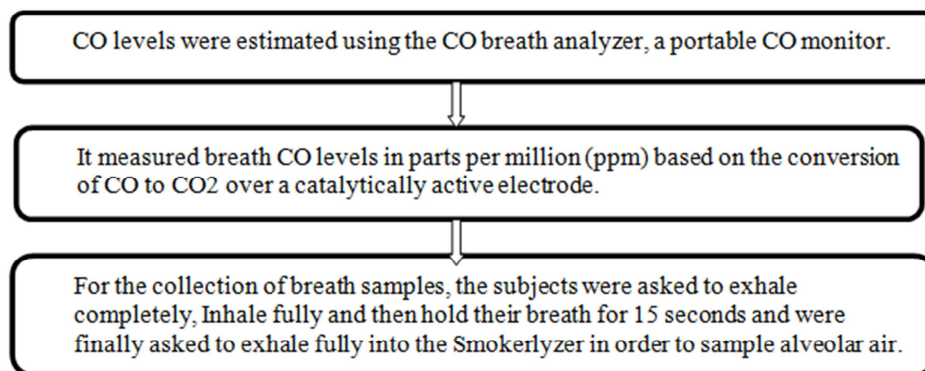 CO levels were estimated using the CO breath analyzer, a portable CO monitor.
It measured breath CO levels in parts per million (ppm) based on the conversion
of CO to CO2 over a catalytically active electrode.
For the collection of breath samples, the subjects were asked to exhale
completely, Inhale fully and then hold their breath for 15 seconds and were
finally asked to exhale fully into the Smokerlyzer in order to sample alveolar air.